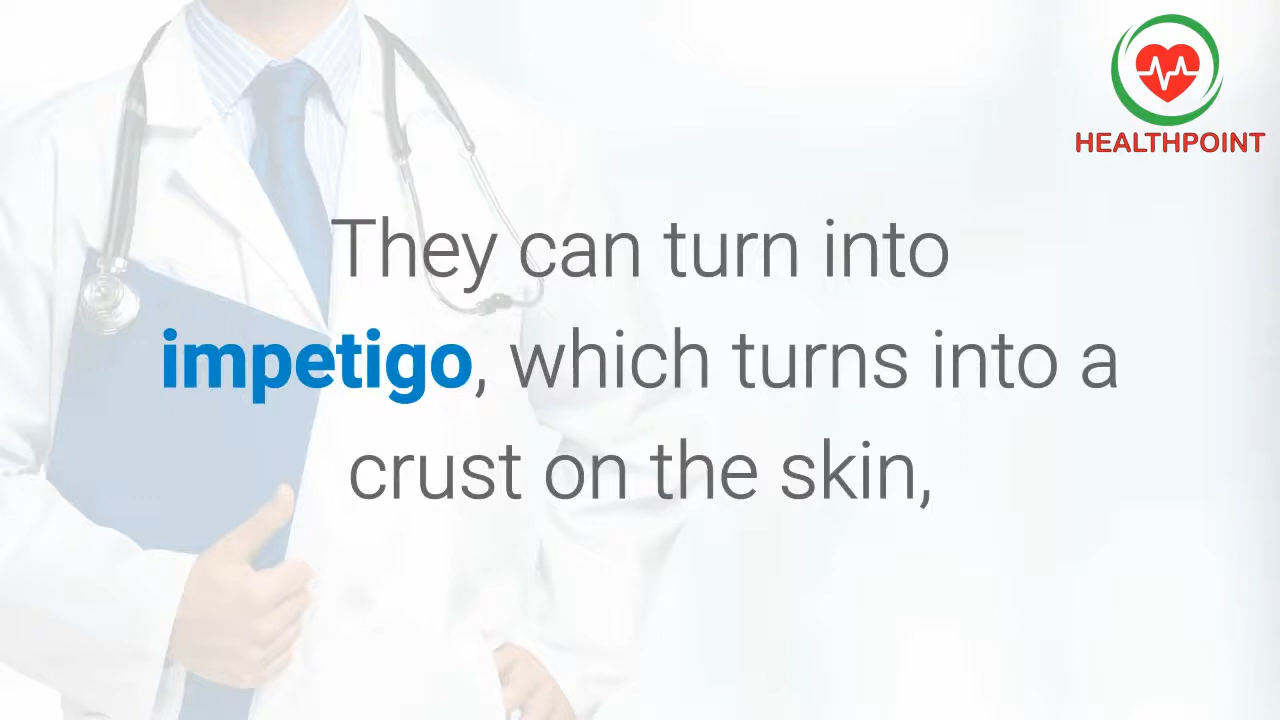 HEALTHPOINT
They can turn into
impetigo, which turns into a
crust on the skin,